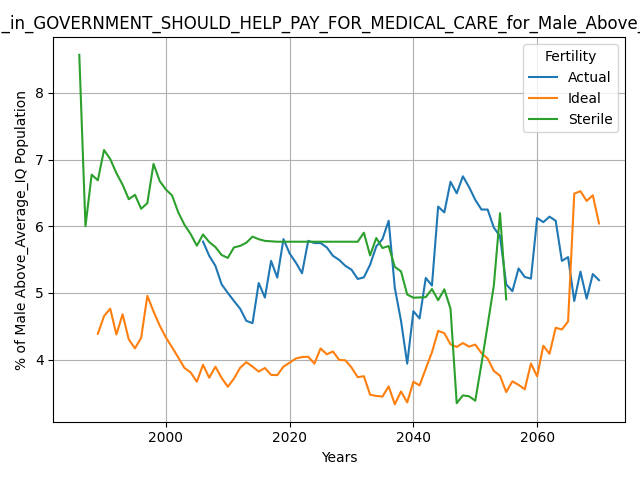 _in_GOVERNMENT_SHOULD_HELP_PAY_FOR_MEDICAL_CARE_for_Male_Above_
Fertility
Actual
Ideal
Sterile
% of Male Above_Average_IQ Population
8
7
6
5
4
2000 2020 2040 2060
Years